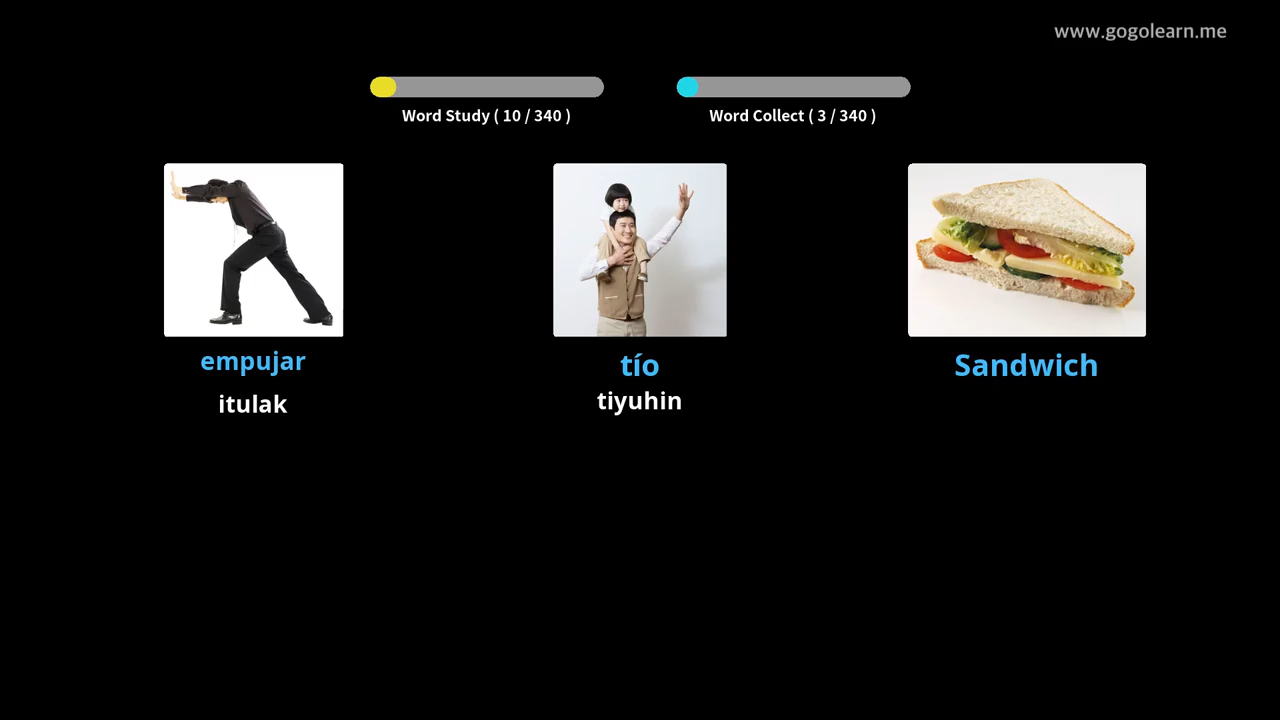 www.gogolearn.me
Word Study ( 10 / 340 )
Word Collect ( 3 / 340 )
empujar
itulak
tío
tiyuhin
Sandwich